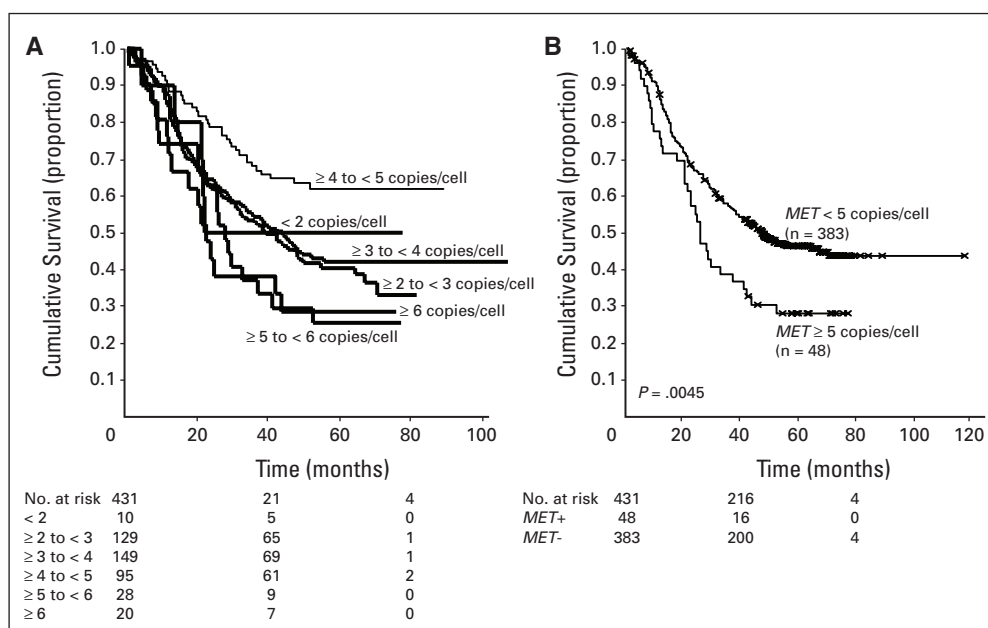 A
Cumulative Survival (proportion)
1.0
0.9
0.8
0.7
0.6
0.5
0.4
0.3
0.2
0.1
0
20
40
60
80
100
Time (months)
≥ 4 to < 5 copies/cell
< 2 copies/cell
≥ 3 to < 4 copies/cell
≥ 2 to < 3 copies/cell
≥ 6 copies/cell
≥ 5 to < 6 copies/cell
No. at risk 431 21 4
< 2 10 5 0
≥ 2 to < 3 129 65 1
≥ 3 to < 4 149 69 1
≥ 4 to < 5 95 61 2
≥ 5 to < 6 28 9 0
≥ 6 20 7 0
B
Cumulative Survival (proportion)
1.0
0.9
0.8
0.7
0.6
0.5
0.4
0.3
0.2
0.1
0
20
40
60
80
100
120
Time (months)
MET < 5 copies/cell
(n = 383)
MET ≥ 5 copies/cell
(n = 48)
P = .0045
No. at risk 431 216 4
MET+ 48 16 0
MET- 383 200 4